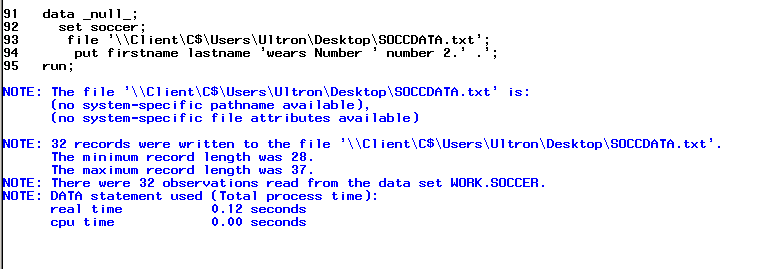 91   data _null_;
92     set soccer;
93      file '\\Client\C$\Users\Ultron\Desktop\SOCCDATA.txt';
94       put firstname lastname 'wears Number ' number 2.' .';
95   run;
NOTE: The file '\\Client\C$\Users\Ultron\Desktop\SOCCDATA.txt' is:
      (no system-specific pathname available),
      (no system-specific file attributes available)
NOTE: 32 records were written to the file '\\Client\C$\Users\Ultron\Desktop\SOCCDATA.txt'.
      The minimum record length was 28.
      The maximum record length was 37.
NOTE: There were 32 observations read from the data set WORK.SOCCER.
NOTE: DATA statement used (Total process time):
      real time           0.12 seconds
      cpu time            0.00 seconds